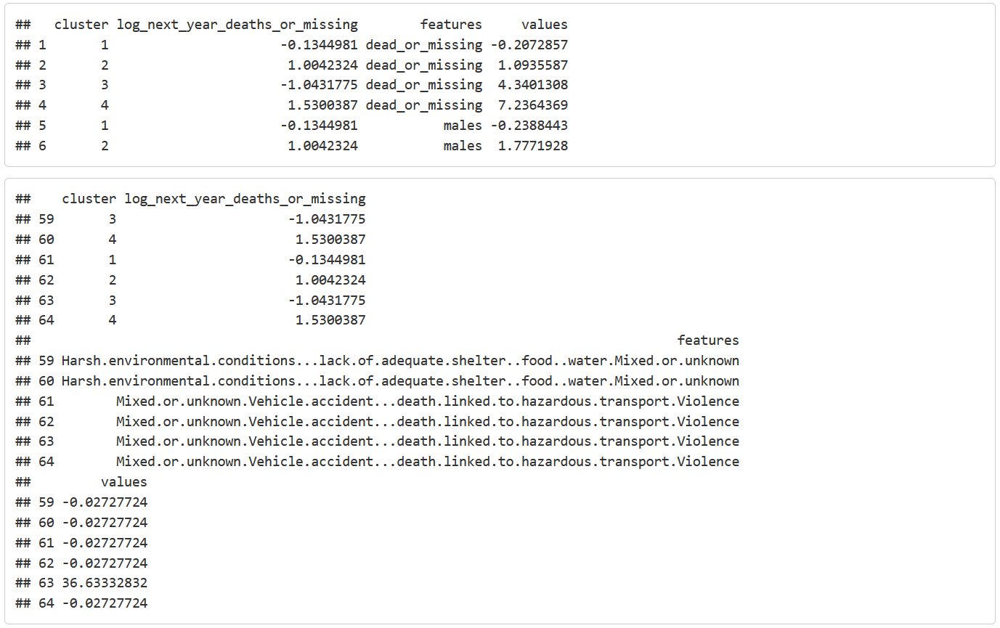 ##   cluster log_next_year_deaths_or_missing        features     values
## 1       1                      -0.1344981 dead_or_missing -0.2072857
## 2       2                       1.0042324 dead_or_missing  1.0935587
## 3       3                      -1.0431775 dead_or_missing  4.3401308
## 4       4                       1.5300387 dead_or_missing  7.2364369
## 5       1                      -0.1344981           males -0.2388443
## 6       2                       1.0042324           males  1.7771928
##    cluster log_next_year_deaths_or_missing
## 59       3                      -1.0431775
## 60       4                       1.5300387
## 61       1                      -0.1344981
## 62       2                       1.0042324
## 63       3                      -1.0431775
## 64       4                       1.5300387
##                                                                                 features
## 59 Harsh.environmental.conditions...lack.of.adequate.shelter..food..water.Mixed.or.unknown
## 60 Harsh.environmental.conditions...lack.of.adequate.shelter..food..water.Mixed.or.unknown
## 61        Mixed.or.unknown.Vehicle.accident...death.linked.to.hazardous.transport.Violence
## 62        Mixed.or.unknown.Vehicle.accident...death.linked.to.hazardous.transport.Violence
## 63        Mixed.or.unknown.Vehicle.accident...death.linked.to.hazardous.transport.Violence
## 64        Mixed.or.unknown.Vehicle.accident...death.linked.to.hazardous.transport.Violence
##         values
## 59 -0.02727724
## 60 -0.02727724
## 61 -0.02727724
## 62 -0.02727724
## 63 36.63332832
## 64 -0.02727724